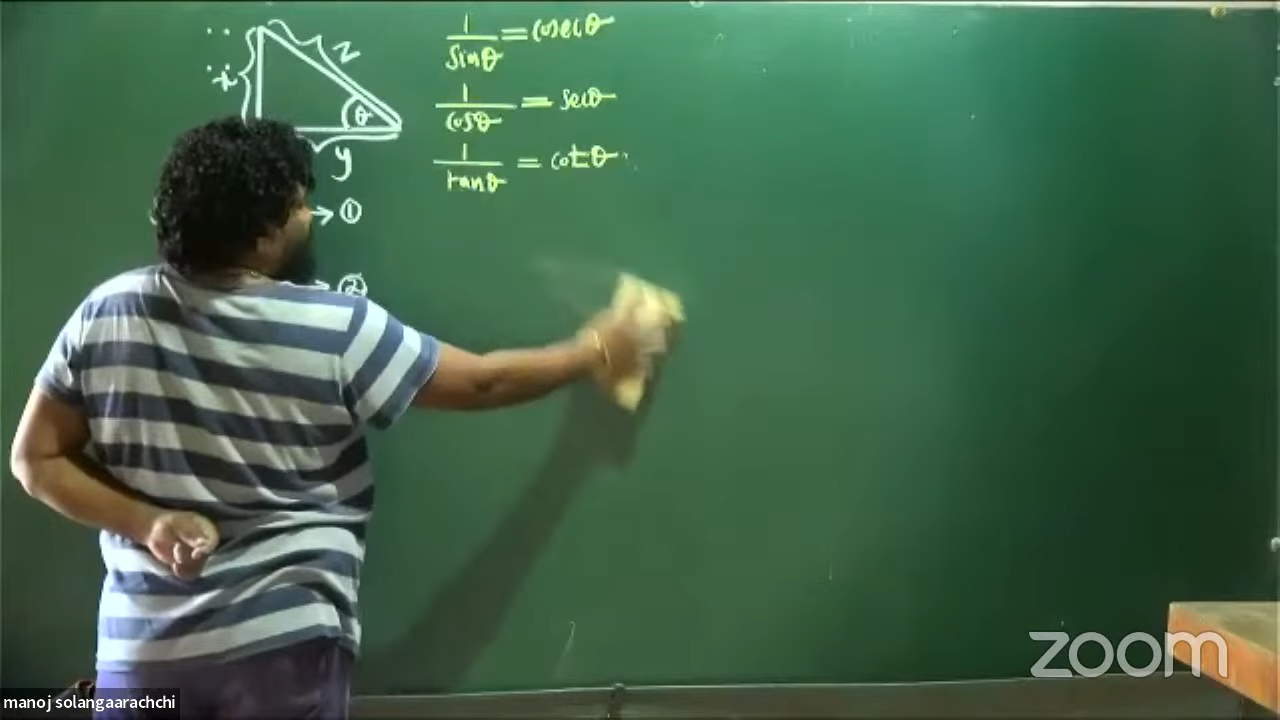 x
z
θ
y
→ ①
→ ②
1/sinθ = cosecθ
1/cosθ = secθ
1/tanθ = cotθ
zoom
manoj solangaarachchi